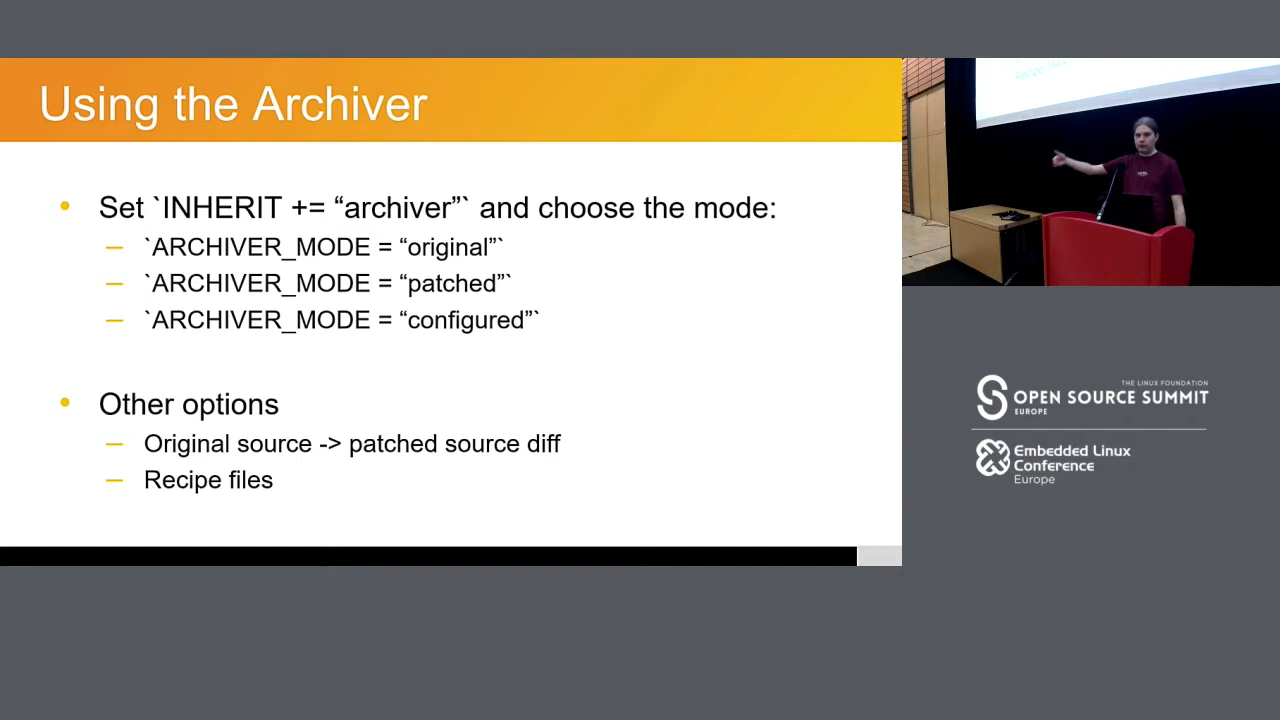 Using the Archiver
• Set `INHERIT += “archiver”` and choose the mode:
– `ARCHIVER_MODE = “original”`
– `ARCHIVER_MODE = “patched”`
– `ARCHIVER_MODE = “configured”`
• Other options
– Original source -> patched source diff
– Recipe files
THE LINUX FOUNDATION
OPEN SOURCE SUMMIT
EUROPE
Embedded Linux
Conference
Europe